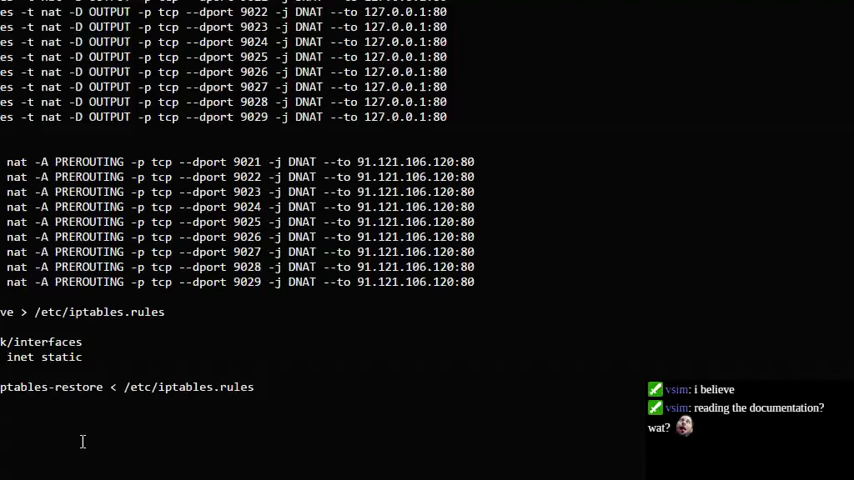 es -t nat -D OUTPUT -p tcp --dport 9022 -j DNAT --to 127.0.0.1:80
es -t nat -D OUTPUT -p tcp --dport 9023 -j DNAT --to 127.0.0.1:80
es -t nat -D OUTPUT -p tcp --dport 9024 -j DNAT --to 127.0.0.1:80
es -t nat -D OUTPUT -p tcp --dport 9025 -j DNAT --to 127.0.0.1:80
es -t nat -D OUTPUT -p tcp --dport 9026 -j DNAT --to 127.0.0.1:80
es -t nat -D OUTPUT -p tcp --dport 9027 -j DNAT --to 127.0.0.1:80
es -t nat -D OUTPUT -p tcp --dport 9028 -j DNAT --to 127.0.0.1:80
es -t nat -D OUTPUT -p tcp --dport 9029 -j DNAT --to 127.0.0.1:80
nat -A PREROUTING -p tcp --dport 9021 -j DNAT --to 91.121.106.120:80
nat -A PREROUTING -p tcp --dport 9022 -j DNAT --to 91.121.106.120:80
nat -A PREROUTING -p tcp --dport 9023 -j DNAT --to 91.121.106.120:80
nat -A PREROUTING -p tcp --dport 9024 -j DNAT --to 91.121.106.120:80
nat -A PREROUTING -p tcp --dport 9025 -j DNAT --to 91.121.106.120:80
nat -A PREROUTING -p tcp --dport 9026 -j DNAT --to 91.121.106.120:80
nat -A PREROUTING -p tcp --dport 9027 -j DNAT --to 91.121.106.120:80
nat -A PREROUTING -p tcp --dport 9028 -j DNAT --to 91.121.106.120:80
nat -A PREROUTING -p tcp --dport 9029 -j DNAT --to 91.121.106.120:80
ve > /etc/iptables.rules
k/interfaces
inet static
ptables-restore < /etc/iptables.rules
vsim: i believe
vsim: reading the documentation?
wat?